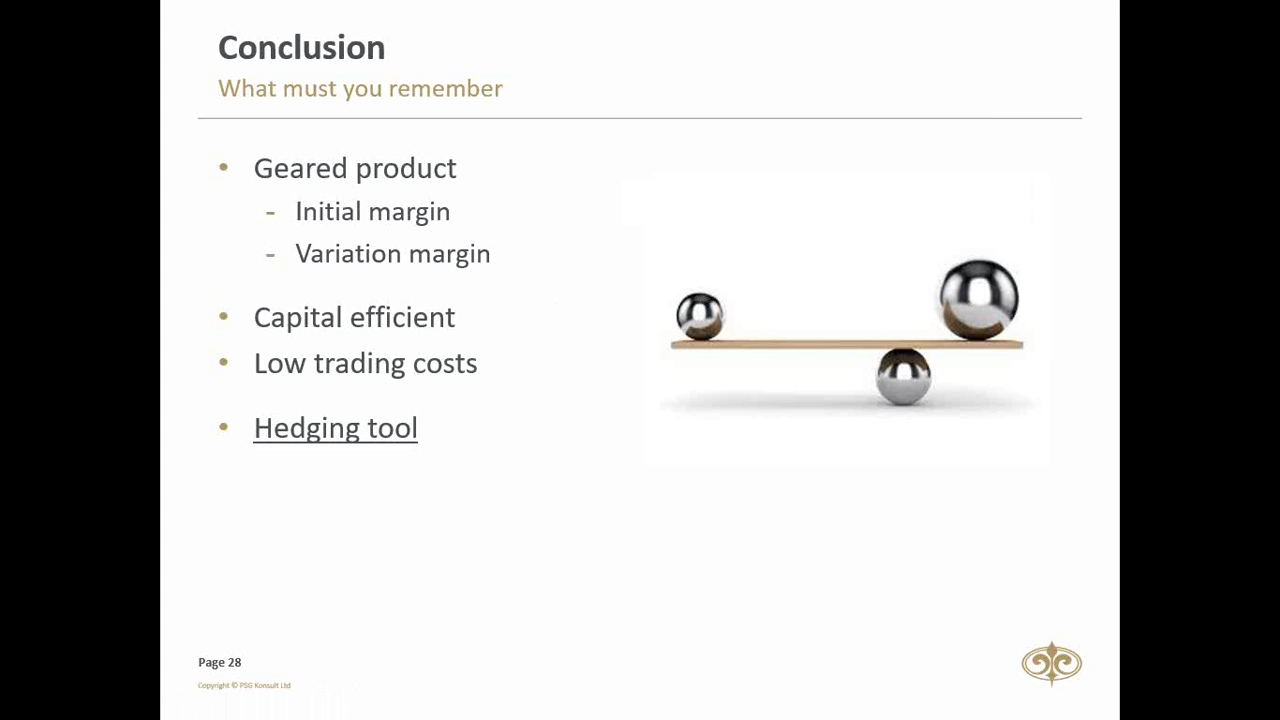 Conclusion
What must you remember
• Geared product
- Initial margin
- Variation margin
• Capital efficient
• Low trading costs
• Hedging tool
Page 28
Copyright © PSG Konsult Ltd